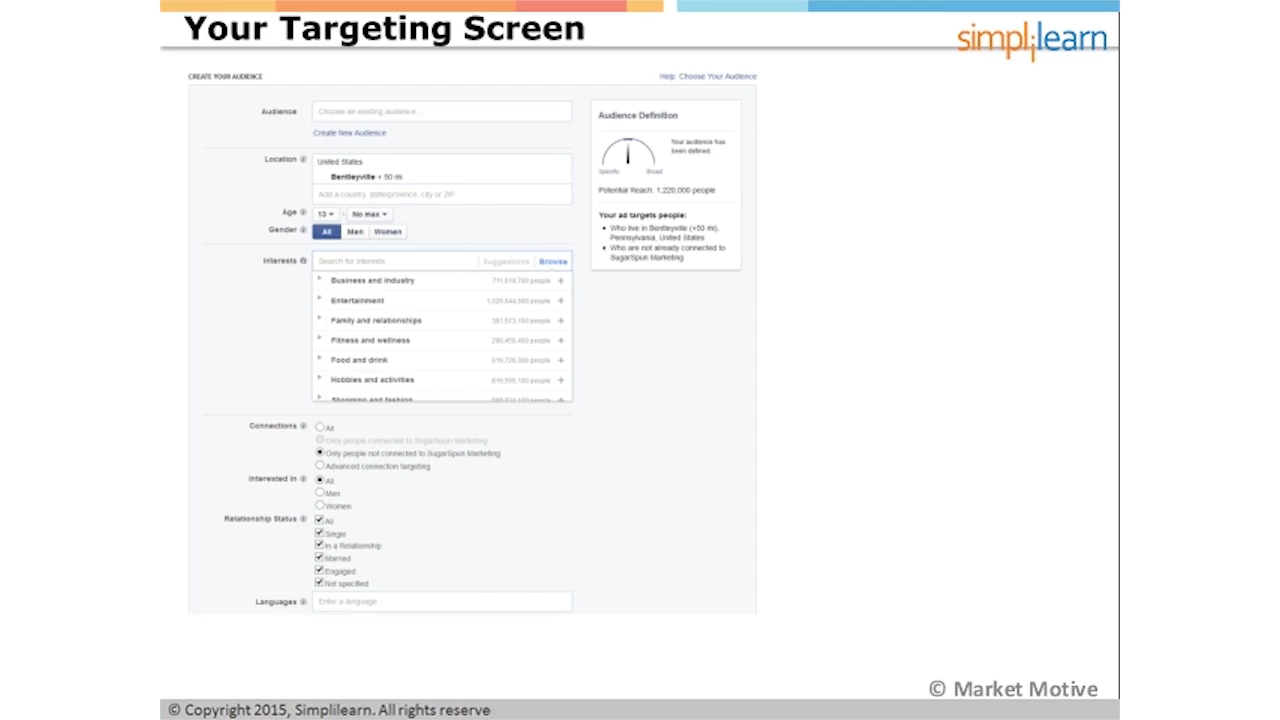 Your Targeting Screen
simplilearn
CREATE YOUR AUDIENCE
Help: Choose Your Audience
Audience
Choose an existing audience.
Create New Audience
Location
United States
Bentleyville + 50 mi
Add a country, state/province, city or ZIP
Age
13 - No max
Gender
All Men Women
Interests
Search for interests Suggestions Browse
Business and industry
Entertainment
Family and relationships
Fitness and wellness
Food and drink
Hobbies and activities
Shopping and fashion
Connections
All
Only people connected to SugarSpun Marketing
Only people not connected to SugarSpun Marketing
Advanced connection targeting
Interested In
All
Men
Women
Relationship Status
All
Single
In a Relationship
Married
Engaged
Not specified
Languages
Enter a language
Audience Definition
Your audience has
been defined.
Specific Broad
Potential Reach: 1,220,000 people
Your ad targets people:
Who live in Bentleyville (+50 mi),
Pennsylvania, United States
Who are not already connected to
SugarSpun Marketing
© Market Motive
© Copyright 2015, Simplilearn. All rights reserve